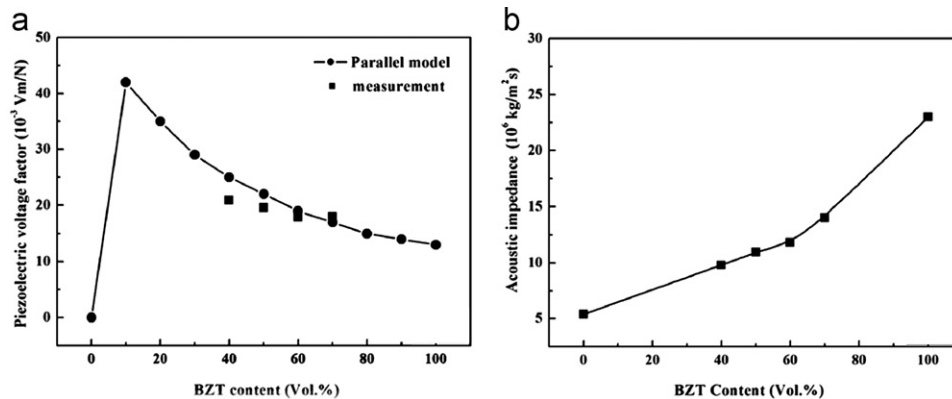 a
50
40
30
20
10
0
0 20 40 60 80 100
Piezoelectric voltage factor (10⁻³ Vm/N)
BZT content (Vol.%)
Parallel model
measurement
b
30
25
20
15
10
5
0 20 40 60 80 100
Acoustic impedance (10⁶ kg/m²s)
BZT Content (Vol.%)